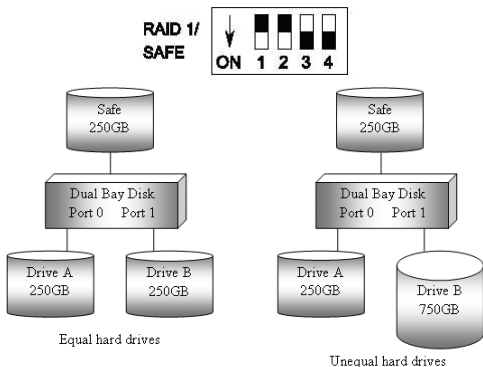 RAID 1/
SAFE
ON 1 2 3 4
Safe
250GB
Dual Bay Disk
Port 0 Port 1
Drive A
250GB
Drive B
250GB
Equal hard drives
Safe
250GB
Dual Bay Disk
Port 0 Port 1
Drive A
250GB
Drive B
750GB
Unequal hard drives